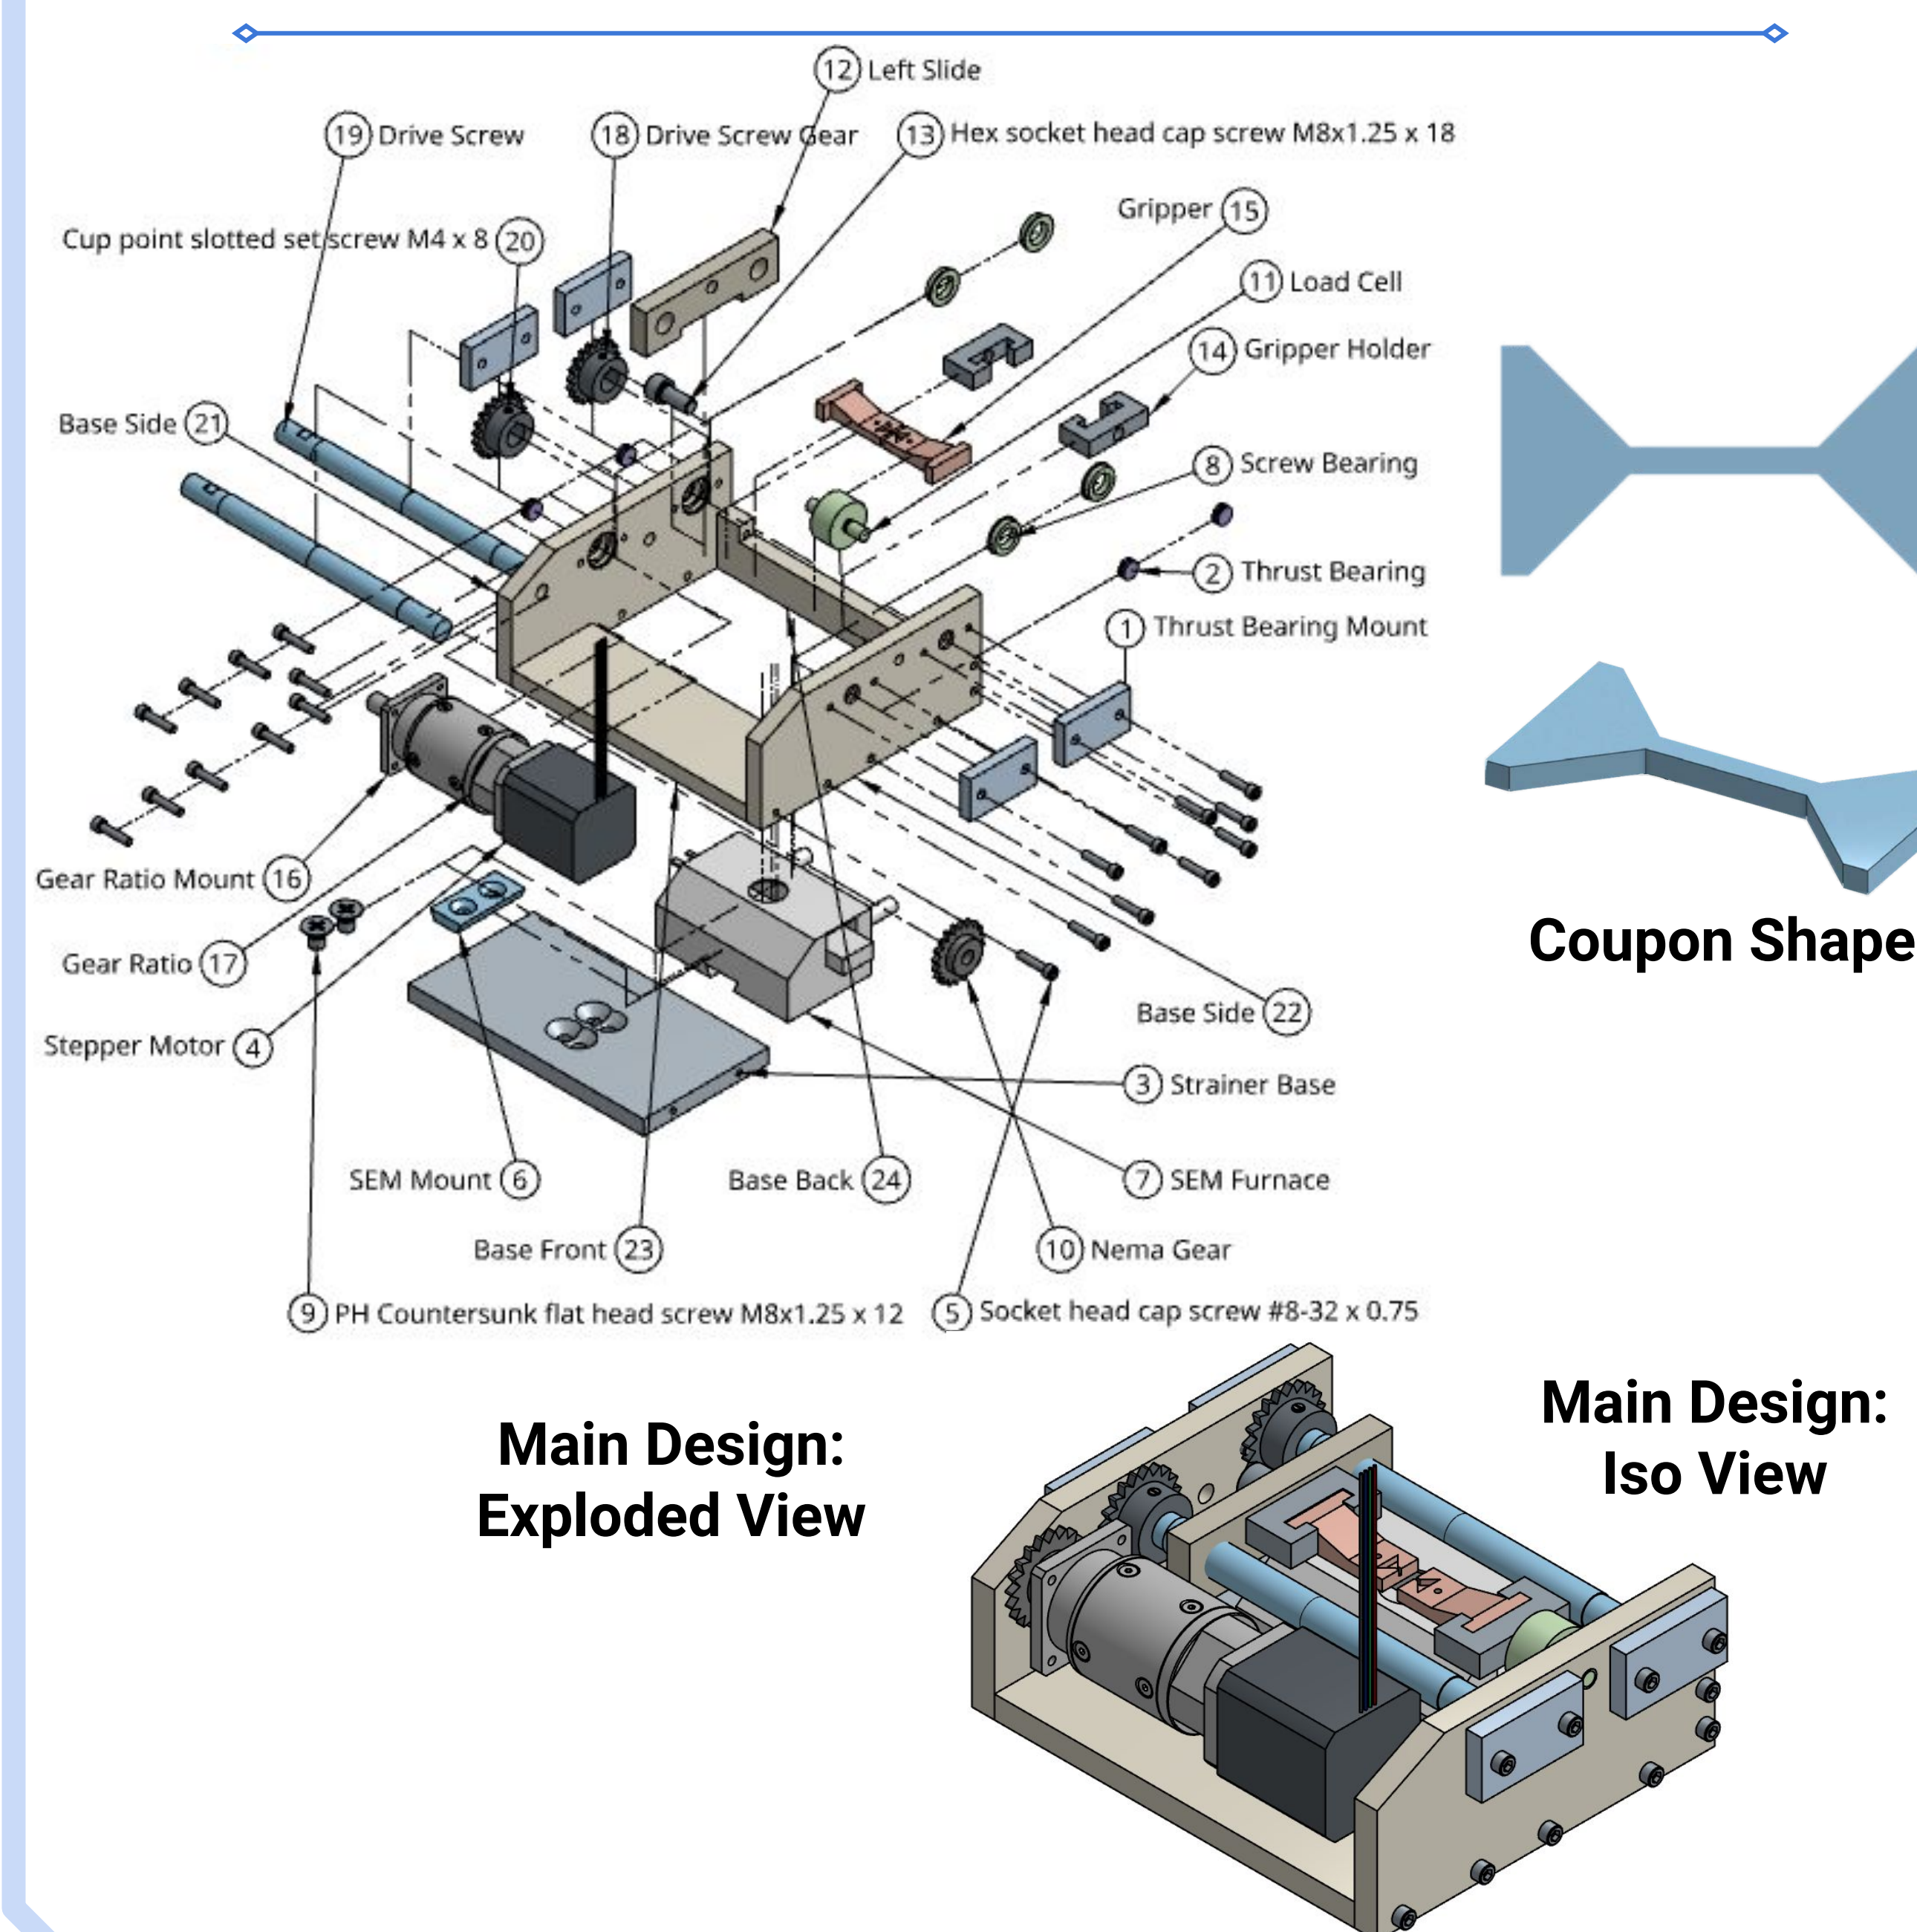 12 Left Slide
19 Drive Screw
18 Drive Screw Gear
13 Hex socket head cap screw M8x1.25 x 18
Gripper 15
Cup point slotted set screw M4 x 8 20
11 Load Cell
14 Gripper Holder
Base Side 21
8 Screw Bearing
2 Thrust Bearing
1 Thrust Bearing Mount
Gear Ratio Mount 16
Gear Ratio 17
Stepper Motor 4
Base Side 22
3 Strainer Base
SEM Mount 6
Base Back 24
7 SEM Furnace
Base Front 23
10 Nema Gear
9 PH Countersunk flat head screw M8x1.25 x 12
5 Socket head cap screw #8-32 x 0.75
Coupon Shape
Main Design:
Exploded View
Main Design:
Iso View